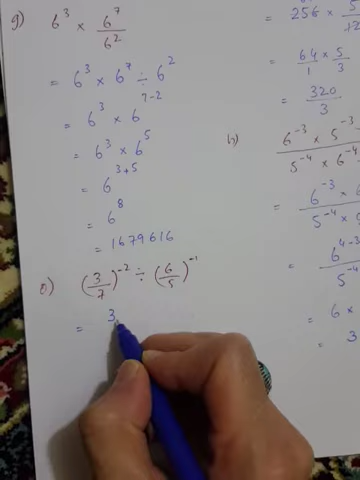 g) 6^3 × 6^7/6^2
= 6^3 × 6^7 ÷ 6^2
= 6^3 × 6^7-2
= 6^3 × 6^5
= 6^3+5
= 6^8
= 1679616
o) (3/7)^-2 ÷ (6/5)^-1
= 3
= 256 × 5
= 64/1 × 5/3
= 320/3
h) 6^-3 × 5^-3 / 5^-4 × 6^-4
= 6^-3 × / 5^-4 ×
= 6^4-3 / 5^-4
= 6 ×
= 3